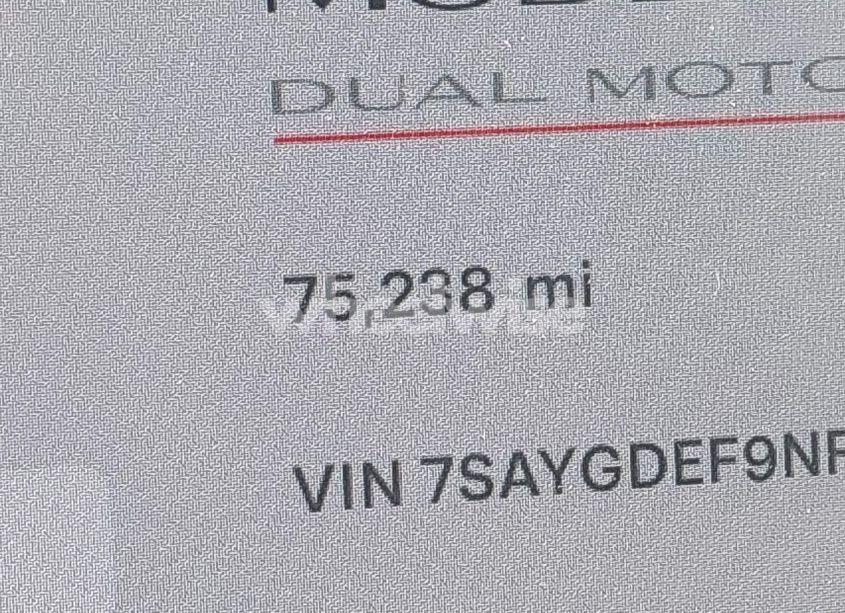 DUAL MOTO
75,238 mi
VIN 7SAYGDEF9NF